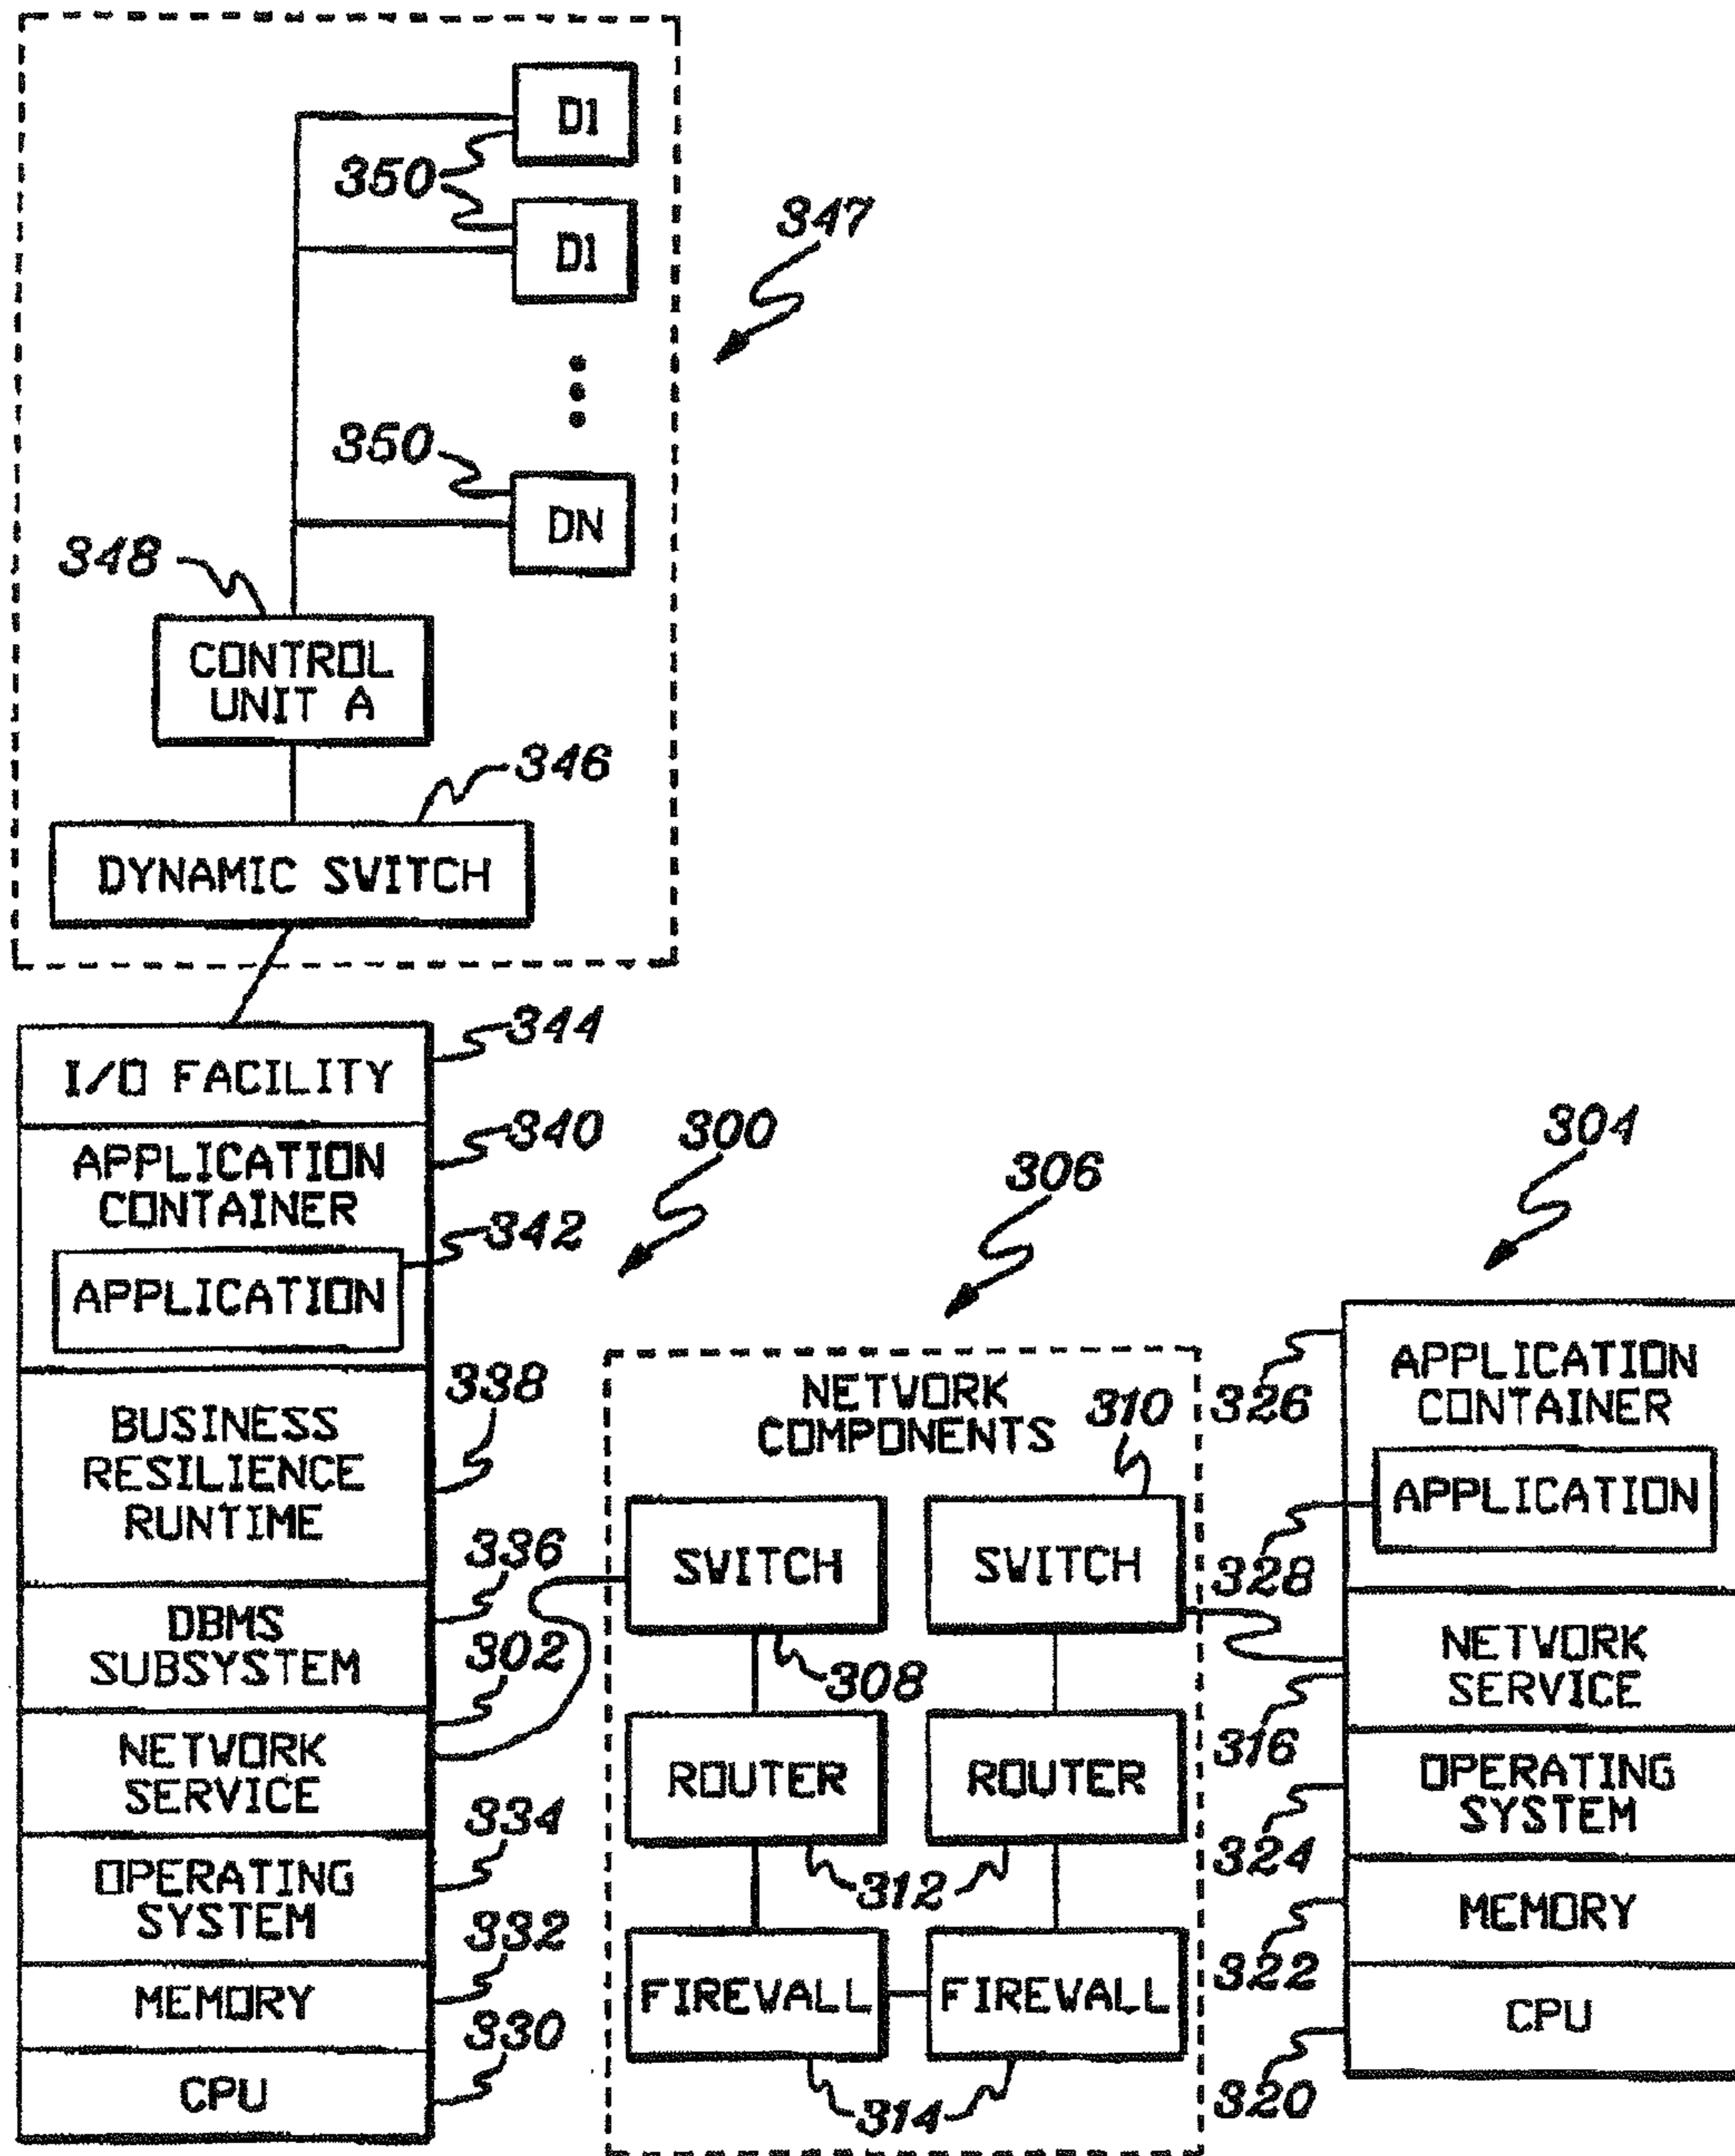 D1
350
D1
347
350
DN
348
CONTROL
UNIT A
346
DYNAMIC SWITCH
344
I/O FACILITY
340
APPLICATION
CONTAINER
342
APPLICATION
300
306
304
338
BUSINESS
RESILIENCE
RUNTIME
336
DBMS
SUBSYSTEM
302
NETWORK
SERVICE
334
OPERATING
SYSTEM
332
MEMORY
330
CPU
NETWORK
COMPONENTS
310
SWITCH
SWITCH
308
ROUTER
ROUTER
312
FIREWALL
FIREWALL
314
326
APPLICATION
CONTAINER
APPLICATION
328
NETWORK
SERVICE
316
OPERATING
SYSTEM
324
MEMORY
322
CPU
320